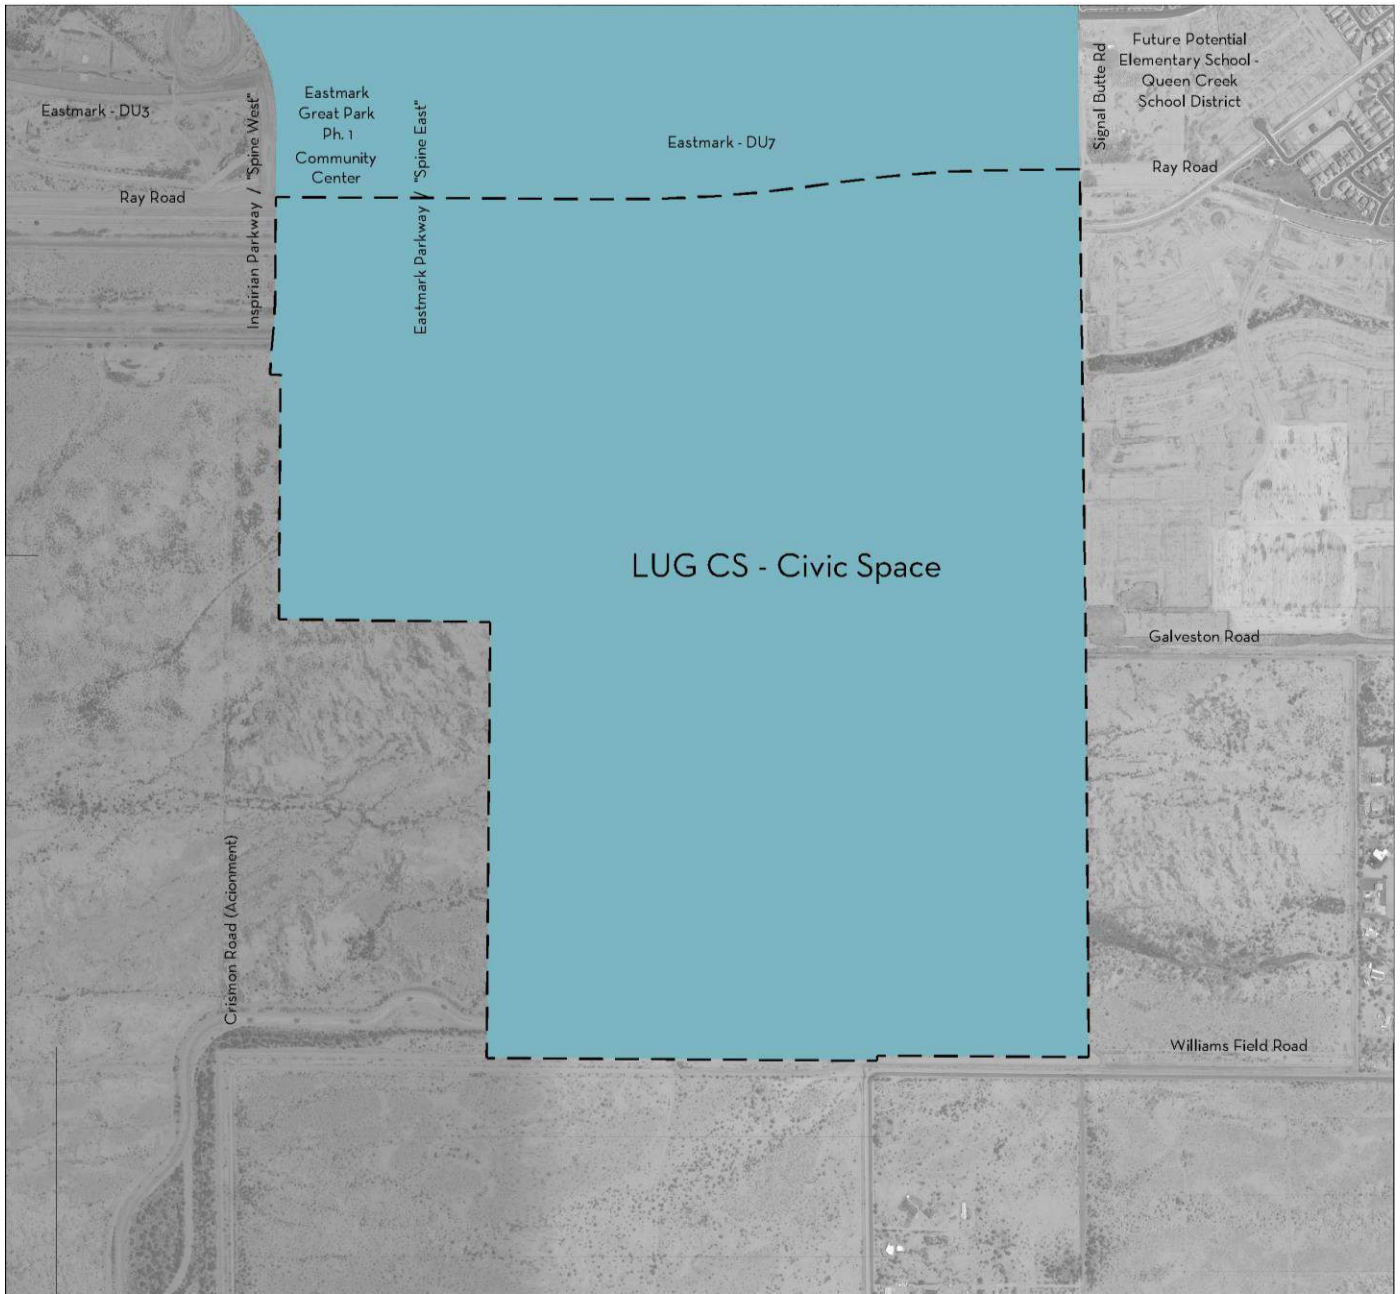 Future Potential
Elementary School -
Queen Creek
School District
Signal Butte Rd
Eastmark
Great Park
Ph. 1
Community
Center
Eastmark - DU3
Inspirian Parkway / "Spine West"
Eastmark Parkway / "Spine East"
Eastmark - DU7
Ray Road
Ray Road
LUG CS - Civic Space
Galveston Road
Crismon Road (Acionment)
Williams Field Road